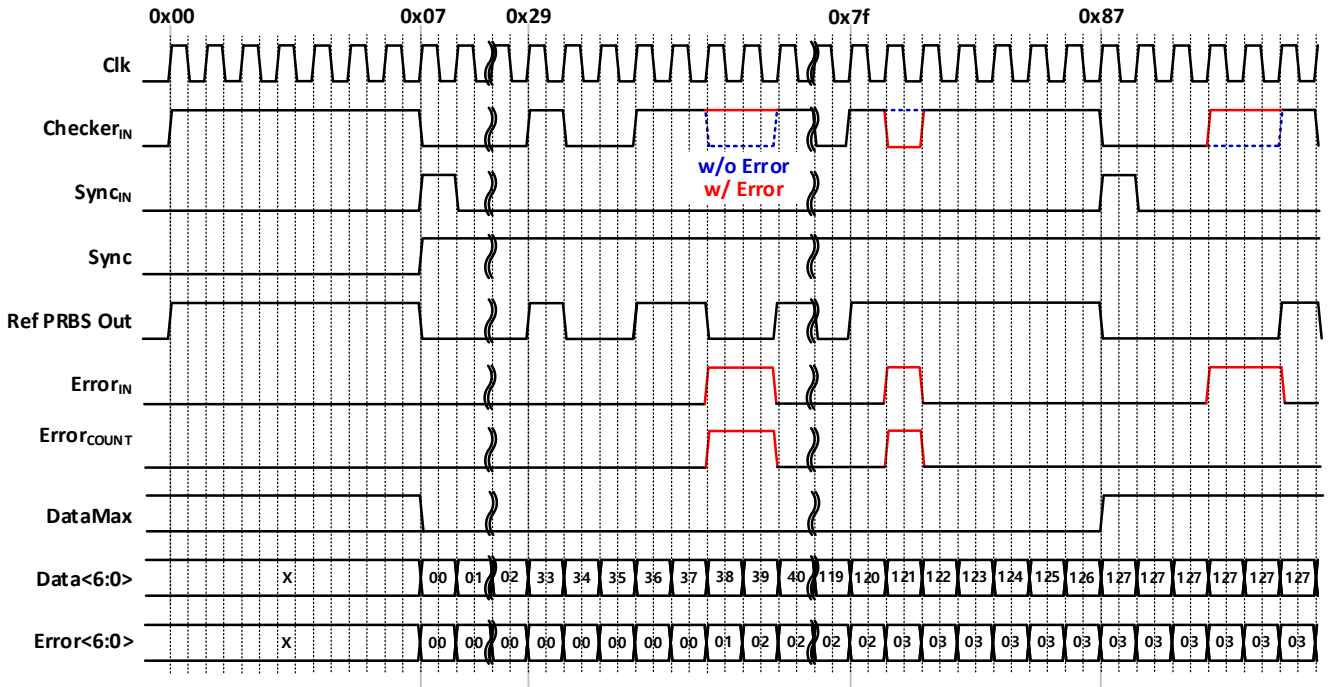 0x00 0x07 0x29 0x7f 0x87
Clk
CheckerIN
w/o Error
w/ Error
SyncIN
Sync
Ref PRBS Out
ErrorIN
ErrorCOUNT
DataMax
Data<6:0> X 00 01 02 33 34 35 36 37 38 39 40 119 120 121 122 123 124 125 126 127 127 127 127 127 127
Error<6:0> X 00 00 00 00 00 00 00 00 01 02 02 02 02 03 03 03 03 03 03 03 03 03 03 03 03